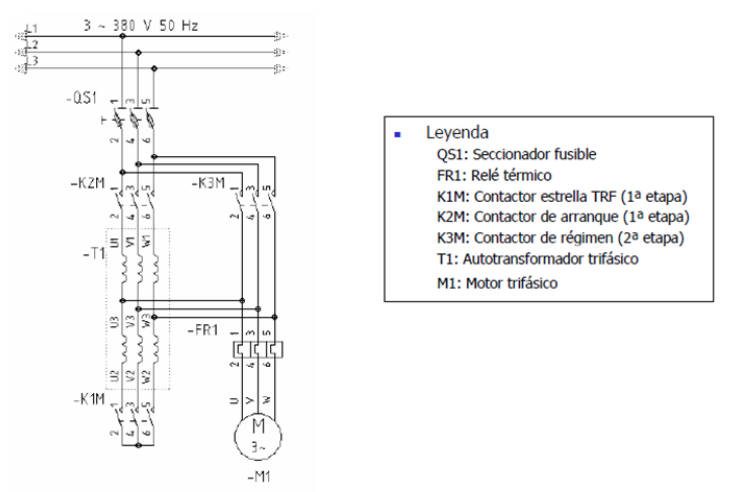 L1 3 ~ 380 V 50 Hz
L2
L3
-QS1 1 3 5
2 4 6
-K2M 1 3 5 -K3M 1 3 5
2 4 6 2 4 6
U1 V1 W1
-T1
U3 V3 W3
-FR1 1 3 5
2 4 6
U2 V2 W2
-K1M 1 3 5 U V W
2 4 6
M
3~
-M1
Leyenda
QS1: Seccionador fusible
FR1: Relé térmico
K1M: Contactor estrella TRF (1ª etapa)
K2M: Contactor de arranque (1ª etapa)
K3M: Contactor de régimen (2ª etapa)
T1: Autotransformador trifásico
M1: Motor trifásico